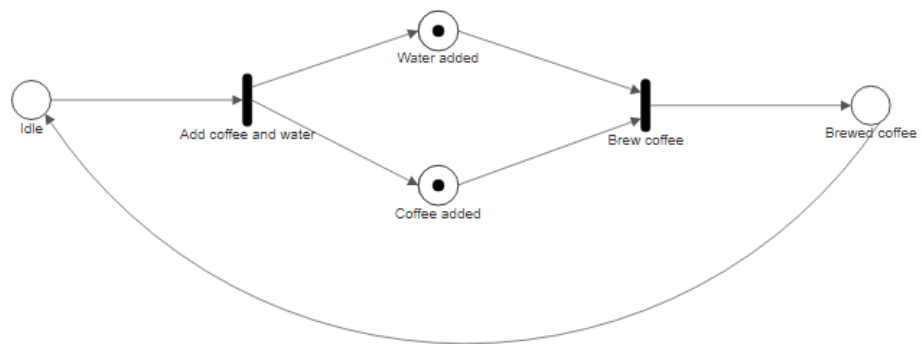 Water added
Idle
Add coffee and water
Brew coffee
Brewed coffee
Coffee added